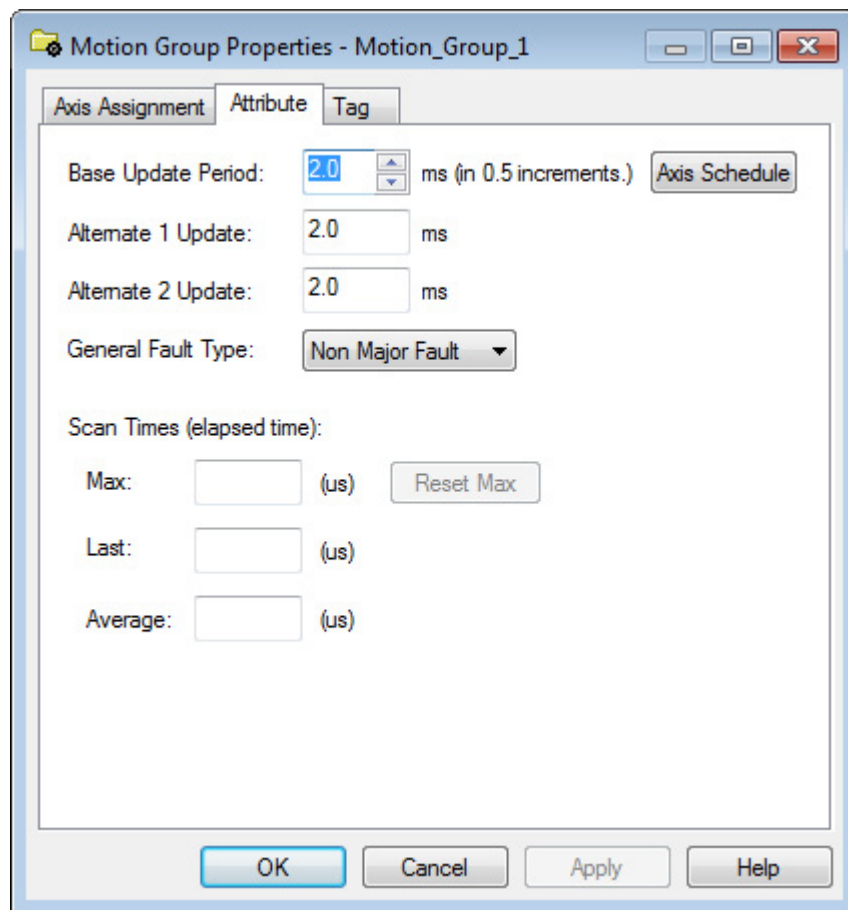 Motion Group Properties - Motion_Group_1
Axis Assignment Attribute Tag
Base Update Period: 2.0 ms (in 0.5 increments.) Axis Schedule
Alternate 1 Update: 2.0 ms
Alternate 2 Update: 2.0 ms
General Fault Type: Non Major Fault
Scan Times (elapsed time):
Max: (us) Reset Max
Last: (us)
Average: (us)
OK Cancel Apply Help